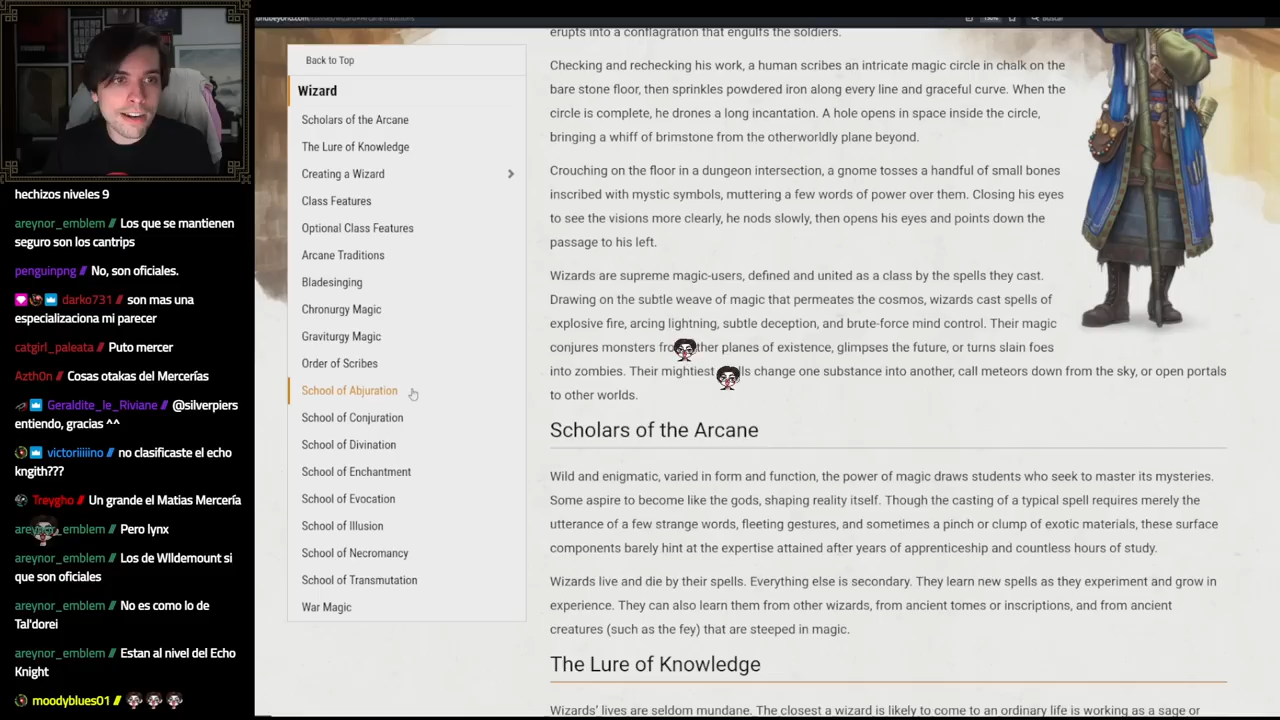 hechizos niveles 9
areynor_emblem // Los que se mantienen
seguro son los cantrips
penguinpng // No, son oficiales.
darko731 // son mas una
especializaciona mi parecer
catgirl_paleata // Puto mercer
Azth0n // Cosas otakas del Mercerías
Geraldite_le_Riviane // @silverpiers
entiendo, gracias ^^
victoriiiiino // no clasificaste el echo
kngith???
Treygho // Un grande el Matias Mercería
areynor_emblem // Pero lynx
areynor_emblem // Los de WIldemount si
que son oficiales
areynor_emblem // No es como lo de
Tal'dorei
areynor_emblem // Estan al nivel del Echo
Knight
moodyblues01 //
Back to Top
Wizard
Scholars of the Arcane
The Lure of Knowledge
Creating a Wizard
Class Features
Optional Class Features
Arcane Traditions
Bladesinging
Chronurgy Magic
Graviturgy Magic
Order of Scribes
School of Abjuration
School of Conjuration
School of Divination
School of Enchantment
School of Evocation
School of Illusion
School of Necromancy
School of Transmutation
War Magic
erupts into a conflagration that engulfs the soldiers.
Checking and rechecking his work, a human scribes an intricate magic circle in chalk on the
bare stone floor, then sprinkles powdered iron along every line and graceful curve. When the
circle is complete, he drones a long incantation. A hole opens in space inside the circle,
bringing a whiff of brimstone from the otherworldly plane beyond.
Crouching on the floor in a dungeon intersection, a gnome tosses a handful of small bones
inscribed with mystic symbols, muttering a few words of power over them. Closing his eyes
to see the visions more clearly, he nods slowly, then opens his eyes and points down the
passage to his left.
Wizards are supreme magic-users, defined and united as a class by the spells they cast.
Drawing on the subtle weave of magic that permeates the cosmos, wizards cast spells of
explosive fire, arcing lightning, subtle deception, and brute-force mind control. Their magic
conjures monsters from other planes of existence, glimpses the future, or turns slain foes
into zombies. Their mightiest change one substance into another, call meteors down from the sky, or open portals
to other worlds.
Scholars of the Arcane
Wild and enigmatic, varied in form and function, the power of magic draws students who seek to master its mysteries.
Some aspire to become like the gods, shaping reality itself. Though the casting of a typical spell requires merely the
utterance of a few strange words, fleeting gestures, and sometimes a pinch or clump of exotic materials, these surface
components barely hint at the expertise attained after years of apprenticeship and countless hours of study.
Wizards live and die by their spells. Everything else is secondary. They learn new spells as they experiment and grow in
experience. They can also learn them from other wizards, from ancient tomes or inscriptions, and from ancient
creatures (such as the fey) that are steeped in magic.
The Lure of Knowledge
Wizards' lives are seldom mundane. The closest a wizard is likely to come to an ordinary life is working as a sage or